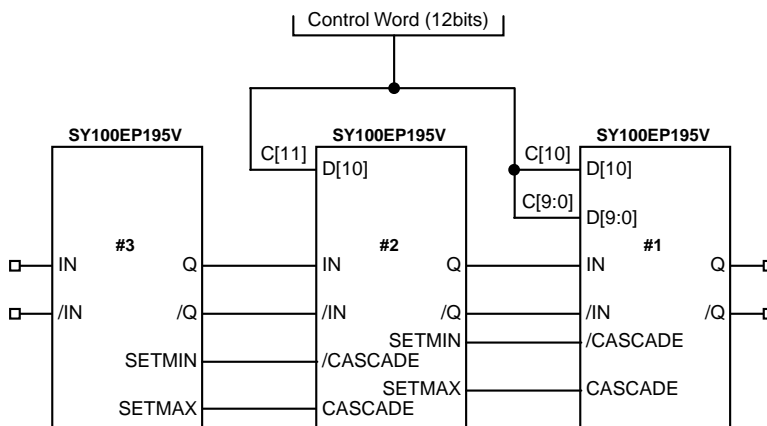 Control Word (12bits)
SY100EP195V
SY100EP195V
SY100EP195V
C[11]
D[10]
C[10]
D[10]
C[9:0]
D[9:0]
#3
#2
#1
IN
Q
IN
Q
IN
Q
/IN
/Q
/IN
/Q
/IN
/Q
SETMIN
/CASCADE
SETMIN
/CASCADE
SETMAX
CASCADE
SETMAX
CASCADE